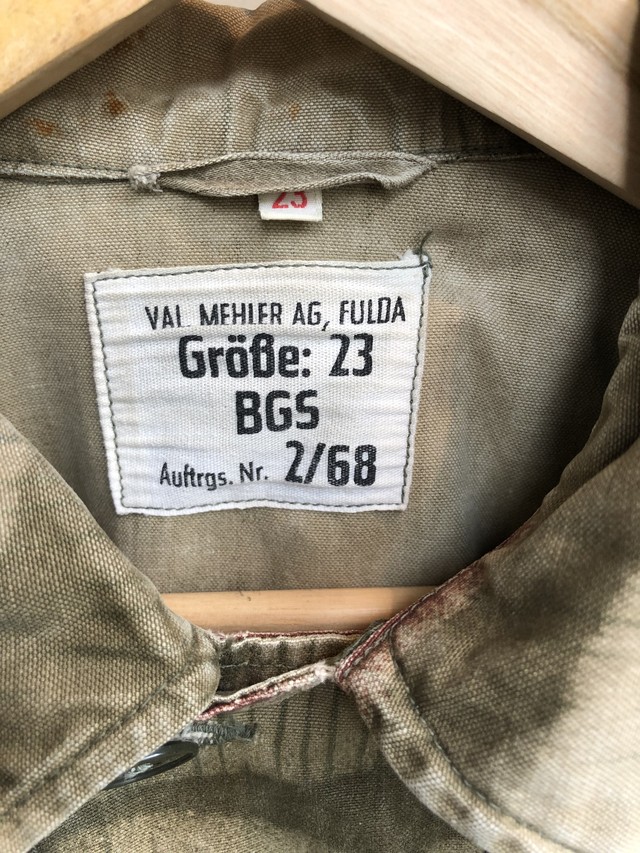 23
VAL. MEHLER AG, FULDA
Größe: 23
BGS
Auftrgs. Nr. 2/68